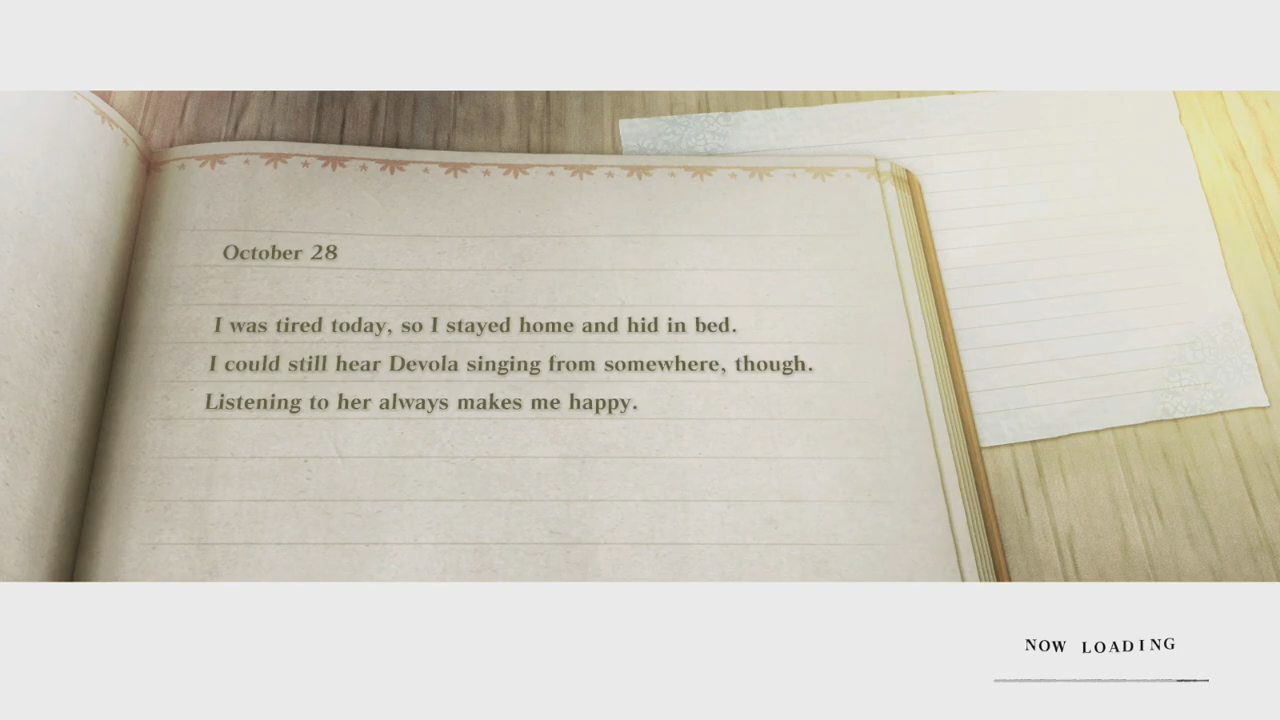 October 28
I was tired today, so I stayed home and hid in bed.
I could still hear Devola singing from somewhere, though.
Listening to her always makes me happy.
NOW LOADING